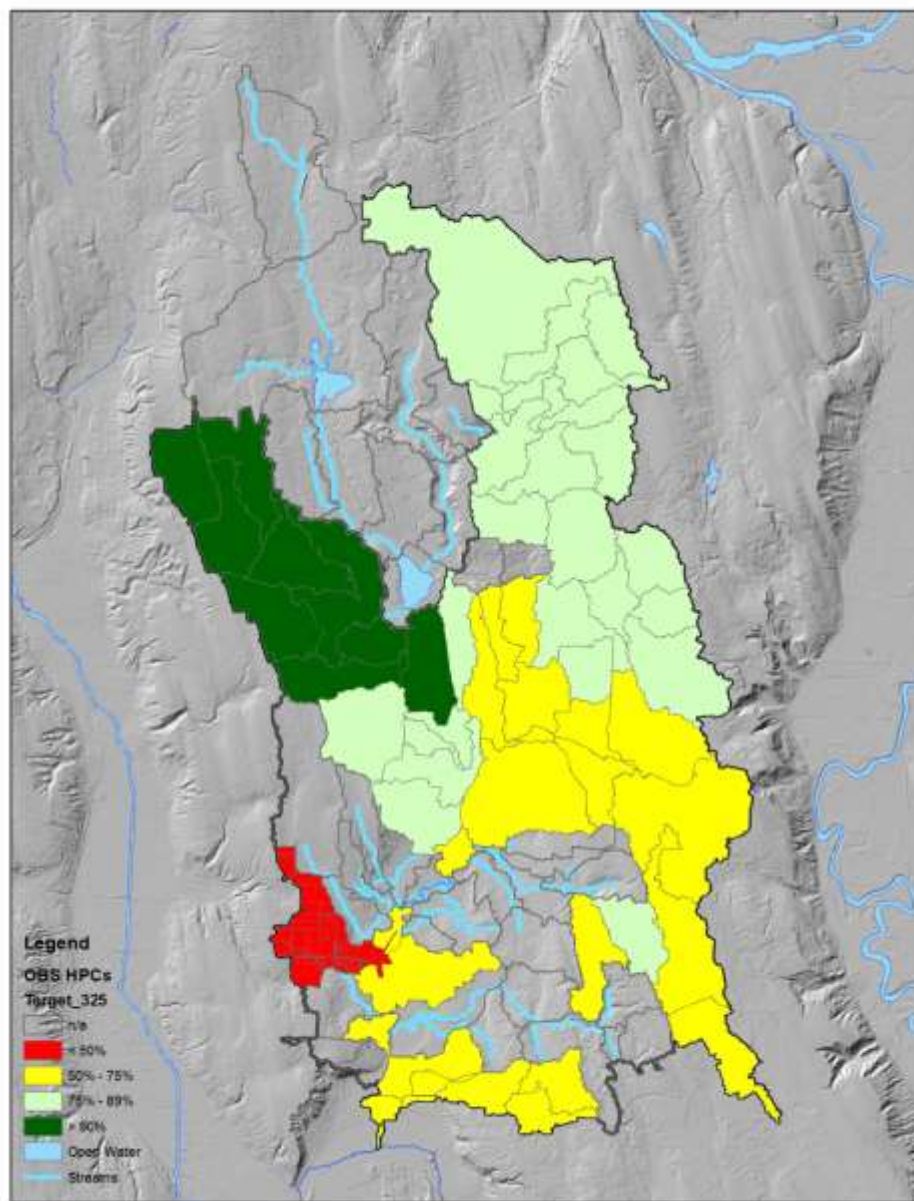 Legend
OBS HPCs
Target_325
n/a
< 50%
50% - 75%
75% - 89%
> 90%
Open Water
Streams